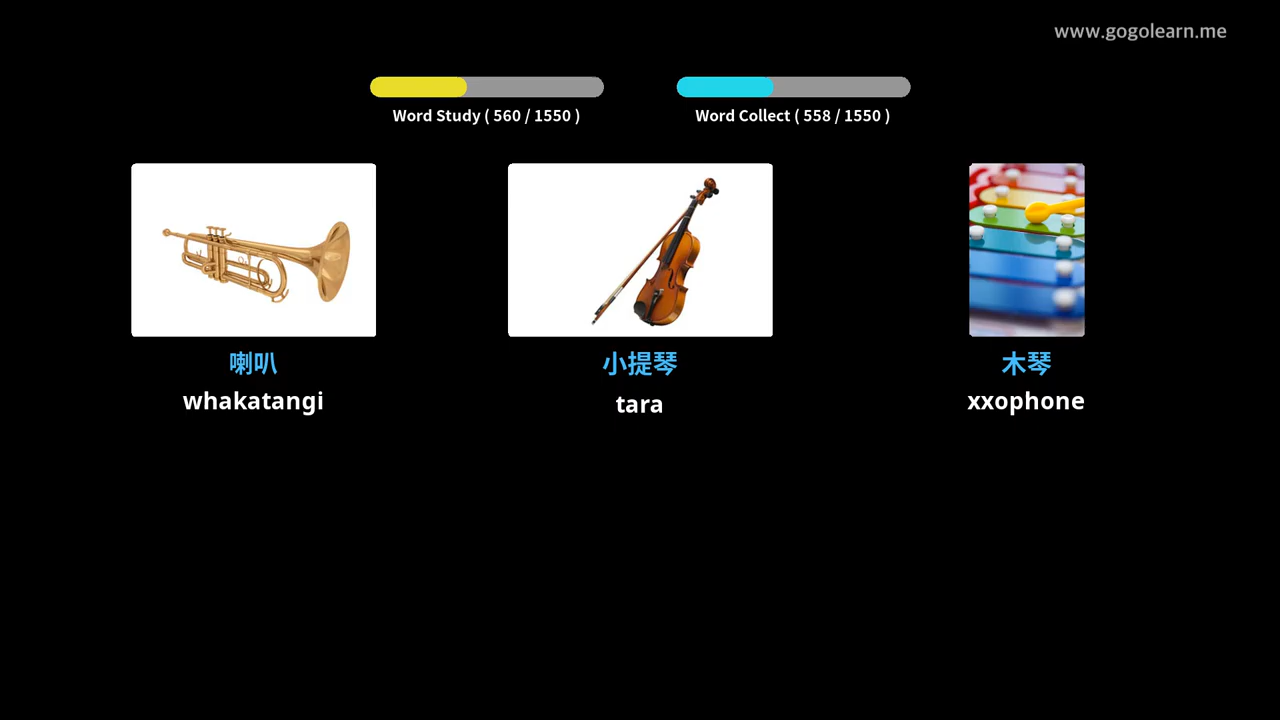 www.gogolearn.me
Word Study ( 560 / 1550 )
Word Collect ( 558 / 1550 )
喇叭
小提琴
木琴
whakatangi
tara
xxophone